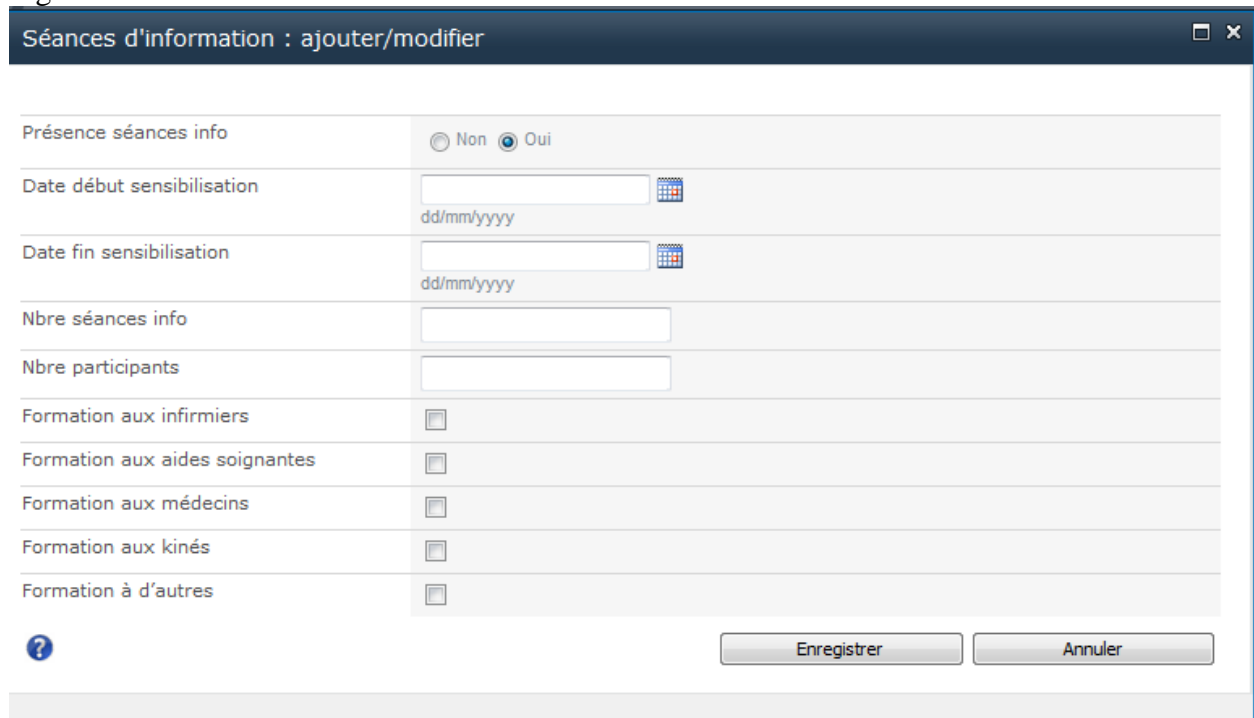 Séances d'information : ajouter/modifier
Présence séances info
Non Oui
Date début sensibilisation
dd/mm/yyyy
Date fin sensibilisation
dd/mm/yyyy
Nbre séances info
Nbre participants
Formation aux infirmiers
Formation aux aides soignantes
Formation aux médecins
Formation aux kinés
Formation à d’autres
? Enregistrer Annuler